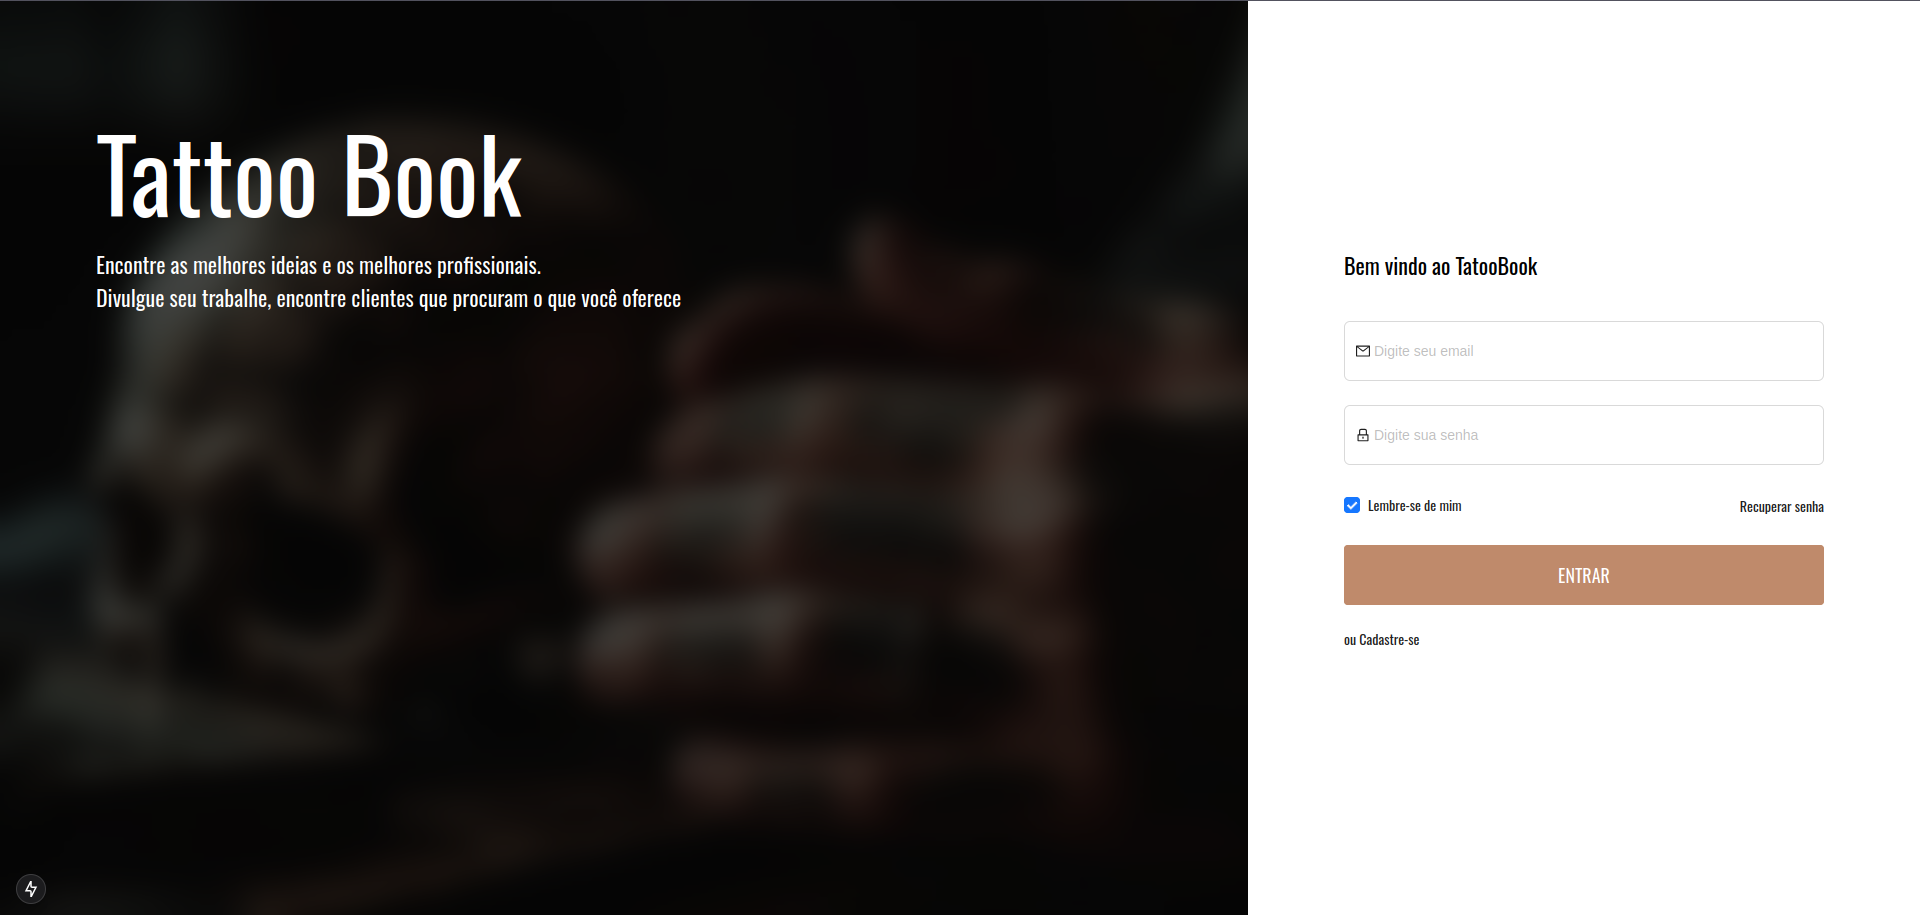 Tattoo Book
Encontre as melhores ideias e os melhores profissionais.
Divulgue seu trabalhe, encontre clientes que procuram o que você oferece
Bem vindo ao TatooBook
Digite seu email
Digite sua senha
Lembre-se de mim
Recuperar senha
ENTRAR
ou Cadastre-se